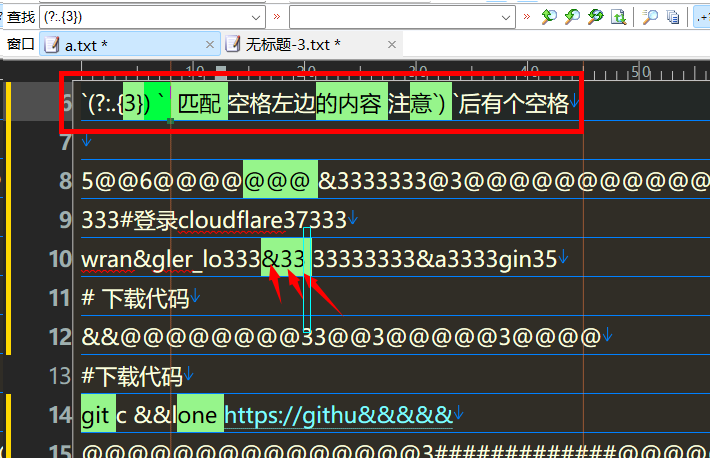 ? 查找 (?:.{3}) » »
窗口 a.txt * × 无标题-3.txt * ×
20 40 50
6 `(?:.{3}) ` 匹配 空格左边的内容 注意`) `后有个空格↓
7 ↓
8 5@@6@@@@@@@ &3333333@3@@@@@@@@@@@
9 333#登录cloudflare37333↓
10 wran&gler_lo333&33 33333333&a3333gin35↓
11 # 下载代码↓
12 &&@@@@@@@@33@@3@@@@@3@@@@↓
13 #下载代码↓
14 git c &&lone https://githu&&&&&↓